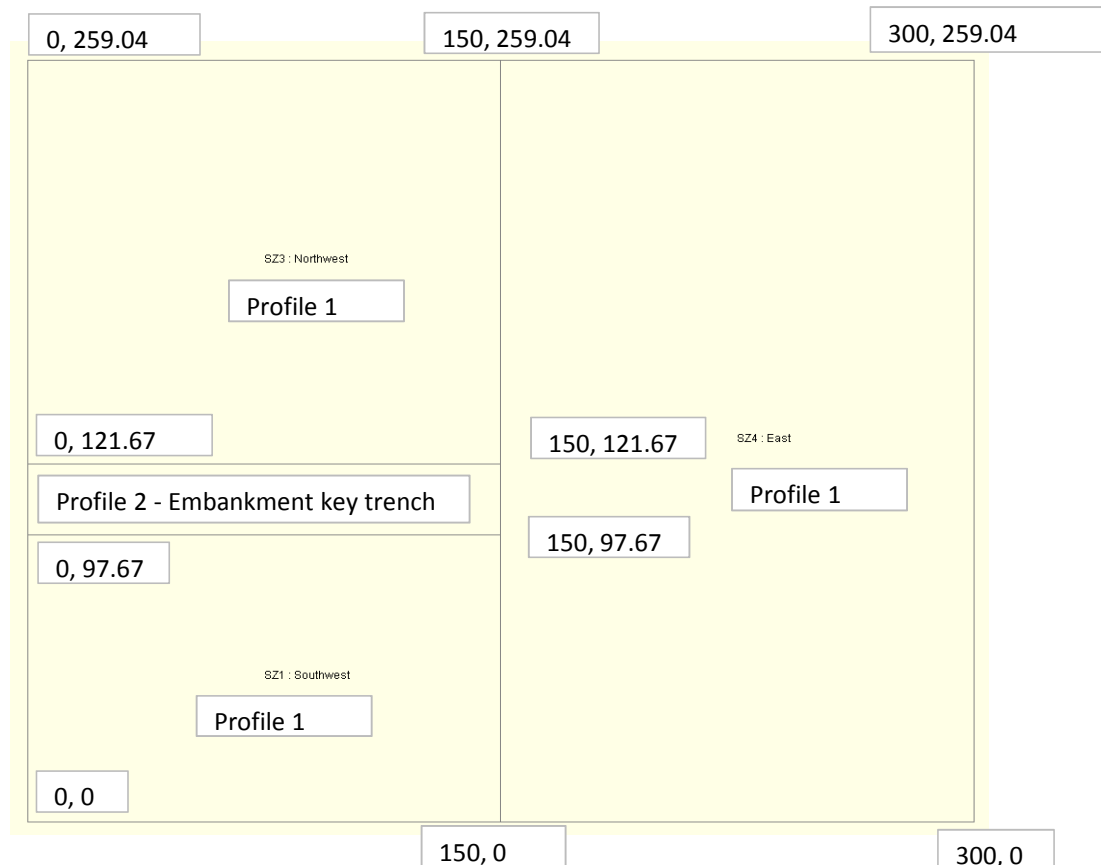 0, 259.04
150, 259.04
300, 259.04
SZ3 : Northwest
Profile 1
0, 121.67
150, 121.67
SZ4 : East
Profile 2 - Embankment key trench
Profile 1
0, 97.67
150, 97.67
SZ1 : Southwest
Profile 1
0, 0
150, 0
300, 0